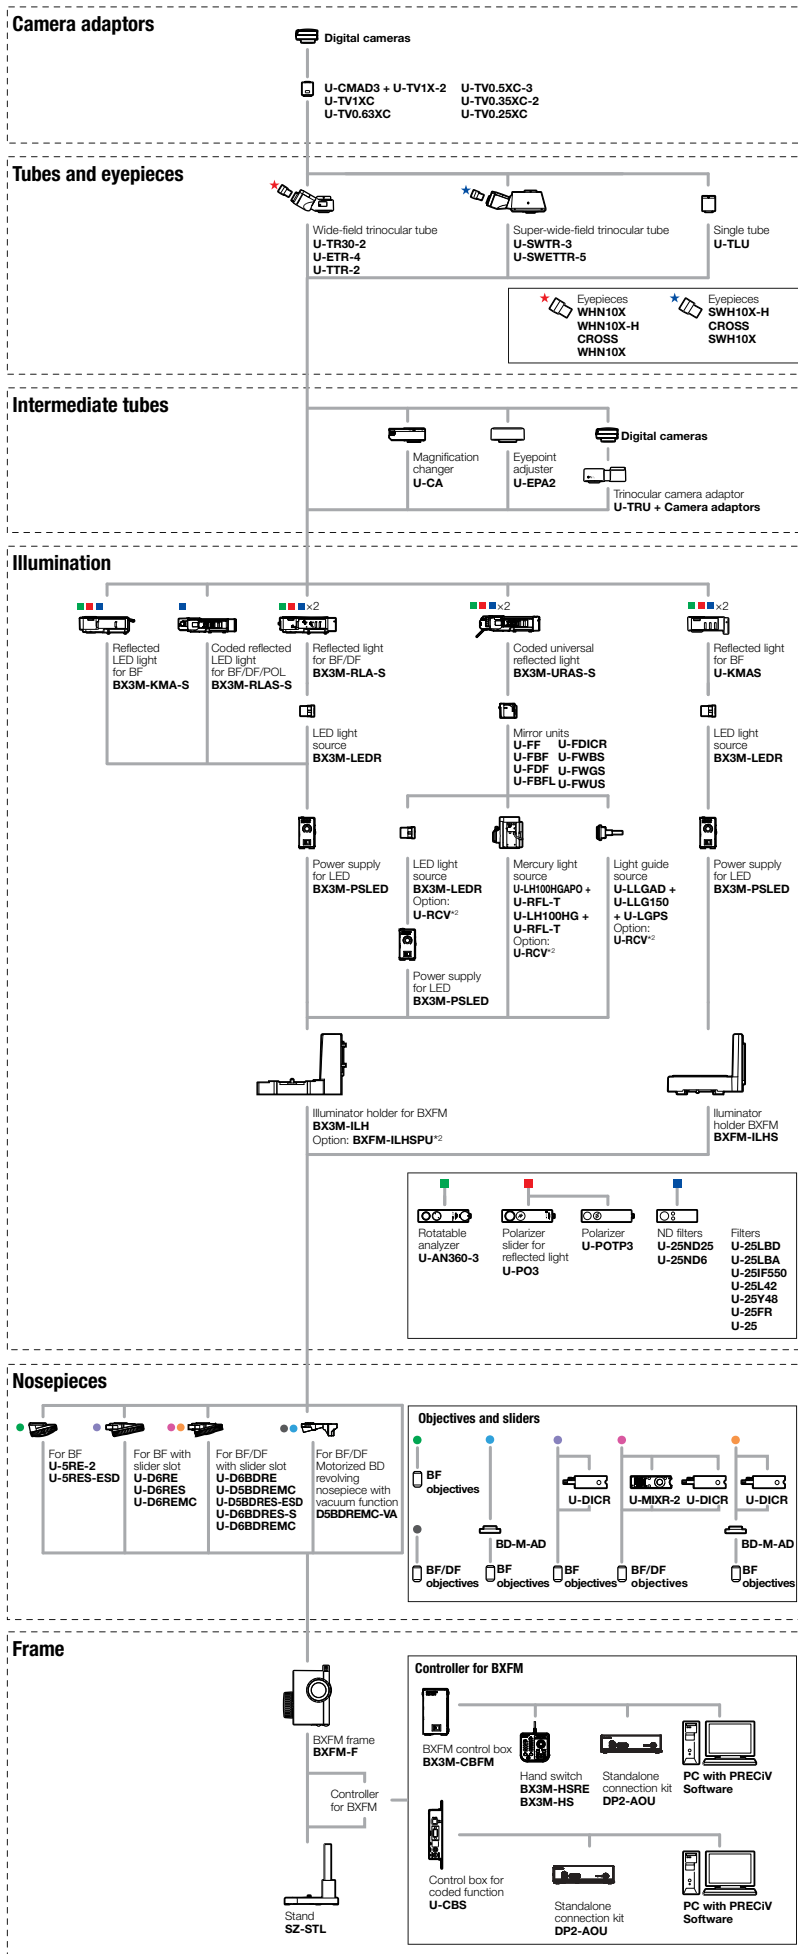 Camera adaptors
Digital cameras
U-CMAD3 + U-TV1X-2
U-TV1XC
U-TV0.63XC
U-TV0.5XC-3
U-TV0.35XC-2
U-TV0.25XC
Tubes and eyepieces
Wide-field trinocular tube
U-TR30-2
U-ETR-4
U-TTR-2
Super-wide-field trinocular tube
U-SWTR-3
U-SWETTR-5
Single tube
U-TLU
Eyepieces
WHN10X
WHN10X-H
CROSS
WHN10X
Eyepieces
SWH10X-H
CROSS
SWH10X
Intermediate tubes
Magnification
changer
U-CA
Eyepoint
adjuster
U-EPA2
Digital cameras
Trinocular camera adaptor
U-TRU + Camera adaptors
Illumination
Reflected
LED light
for BF
BX3M-KMA-S
Coded reflected
LED light
for BF/DF/POL
BX3M-RLAS-S
×2
Reflected light
for BF/DF
BX3M-RLA-S
LED light
source
BX3M-LEDR
Power supply
for LED
BX3M-PSLED
×2
Coded universal
reflected light
BX3M-URAS-S
Mirror units
U-FF
U-FBF
U-FDF
U-FBFL
U-FDICR
U-FWBS
U-FWGS
U-FWUS
LED light
source
BX3M-LEDR
Option:
U-RCV*2
Power supply
for LED
BX3M-PSLED
Mercury light
source
U-LH100HGAPO +
U-RFL-T
U-LH100HG +
U-RFL-T
Option:
U-RCV*2
Light guide
source
U-LLGAD +
U-LLG150
+ U-LGPS
Option:
U-RCV*2
×2
Reflected light
for BF
U-KMAS
LED light
source
BX3M-LEDR
Power supply
for LED
BX3M-PSLED
Illuminator holder for BXFM
BX3M-ILH
Option: BXFM-ILHSPU*2
Iluminator
holder BXFM
BXFM-ILHS
Rotatable
analyzer
U-AN360-3
Polarizer
slider for
reflected light
U-PO3
Polarizer
U-POTP3
ND filters
U-25ND25
U-25ND6
Filters
U-25LBD
U-25LBA
U-25IF550
U-25L42
U-25Y48
U-25FR
U-25
Nosepieces
For BF
U-5RE-2
U-5RES-ESD
For BF with
slider slot
U-D6RE
U-D6RES
U-D6REMC
For BF/DF
with slider slot
U-D6BDRE
U-D5BDREMC
U-D5BDRES-ESD
U-D6BDRES-S
U-D6BDREMC
For BF/DF
Motorized BD
revolving
nosepiece with
vacuum function
D5BDREMC-VA
Objectives and sliders
BF
objectives
BF/DF
objectives
BD-M-AD
BF
objectives
U-DICR
BF
objectives
U-MIXR-2
U-DICR
BF/DF
objectives
U-DICR
BD-M-AD
BF
objectives
Frame
BXFM frame
BXFM-F
Controller
for BXFM
Stand
SZ-STL
Controller for BXFM
BXFM control box
BX3M-CBFM
Hand switch
BX3M-HSRE
BX3M-HS
Standalone
connection kit
DP2-AOU
PC with PRECiV
Software
Control box for
coded function
U-CBS
Standalone
connection kit
DP2-AOU
PC with PRECiV
Software